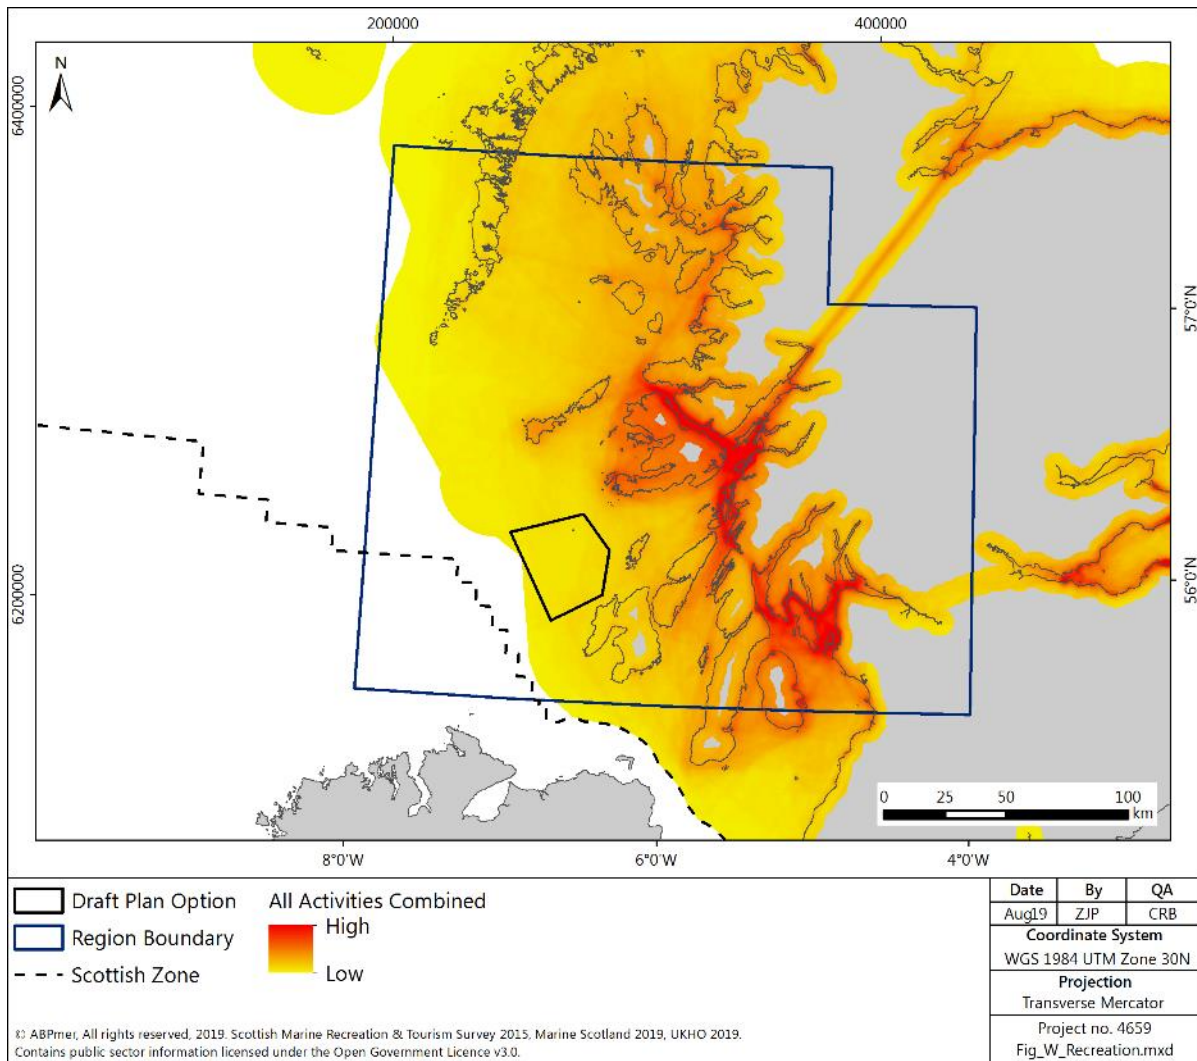 200000 400000
N
6400000
6200000
57°0'N
56°0'N
0 25 50 100
km
8°0'W 6°0'W 4°0'W
Draft Plan Option
Region Boundary
Scottish Zone
All Activities Combined
High
Low
Date By QA
Aug19 ZJP CRB
Coordinate System
WGS 1984 UTM Zone 30N
Projection
Transverse Mercator
Project no. 4659
Fig_W_Recreation.mxd
© ABPmer, All rights reserved, 2019. Scottish Marine Recreation & Tourism Survey 2015, Marine Scotland 2019, UKHO 2019.
Contains public sector information licensed under the Open Government Licence v3.0.